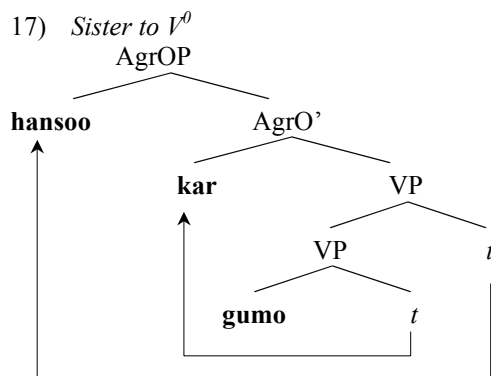 17) Sister to V⁰
AgrOP
hansoo AgrO’
kar VP
VP t
gumo t